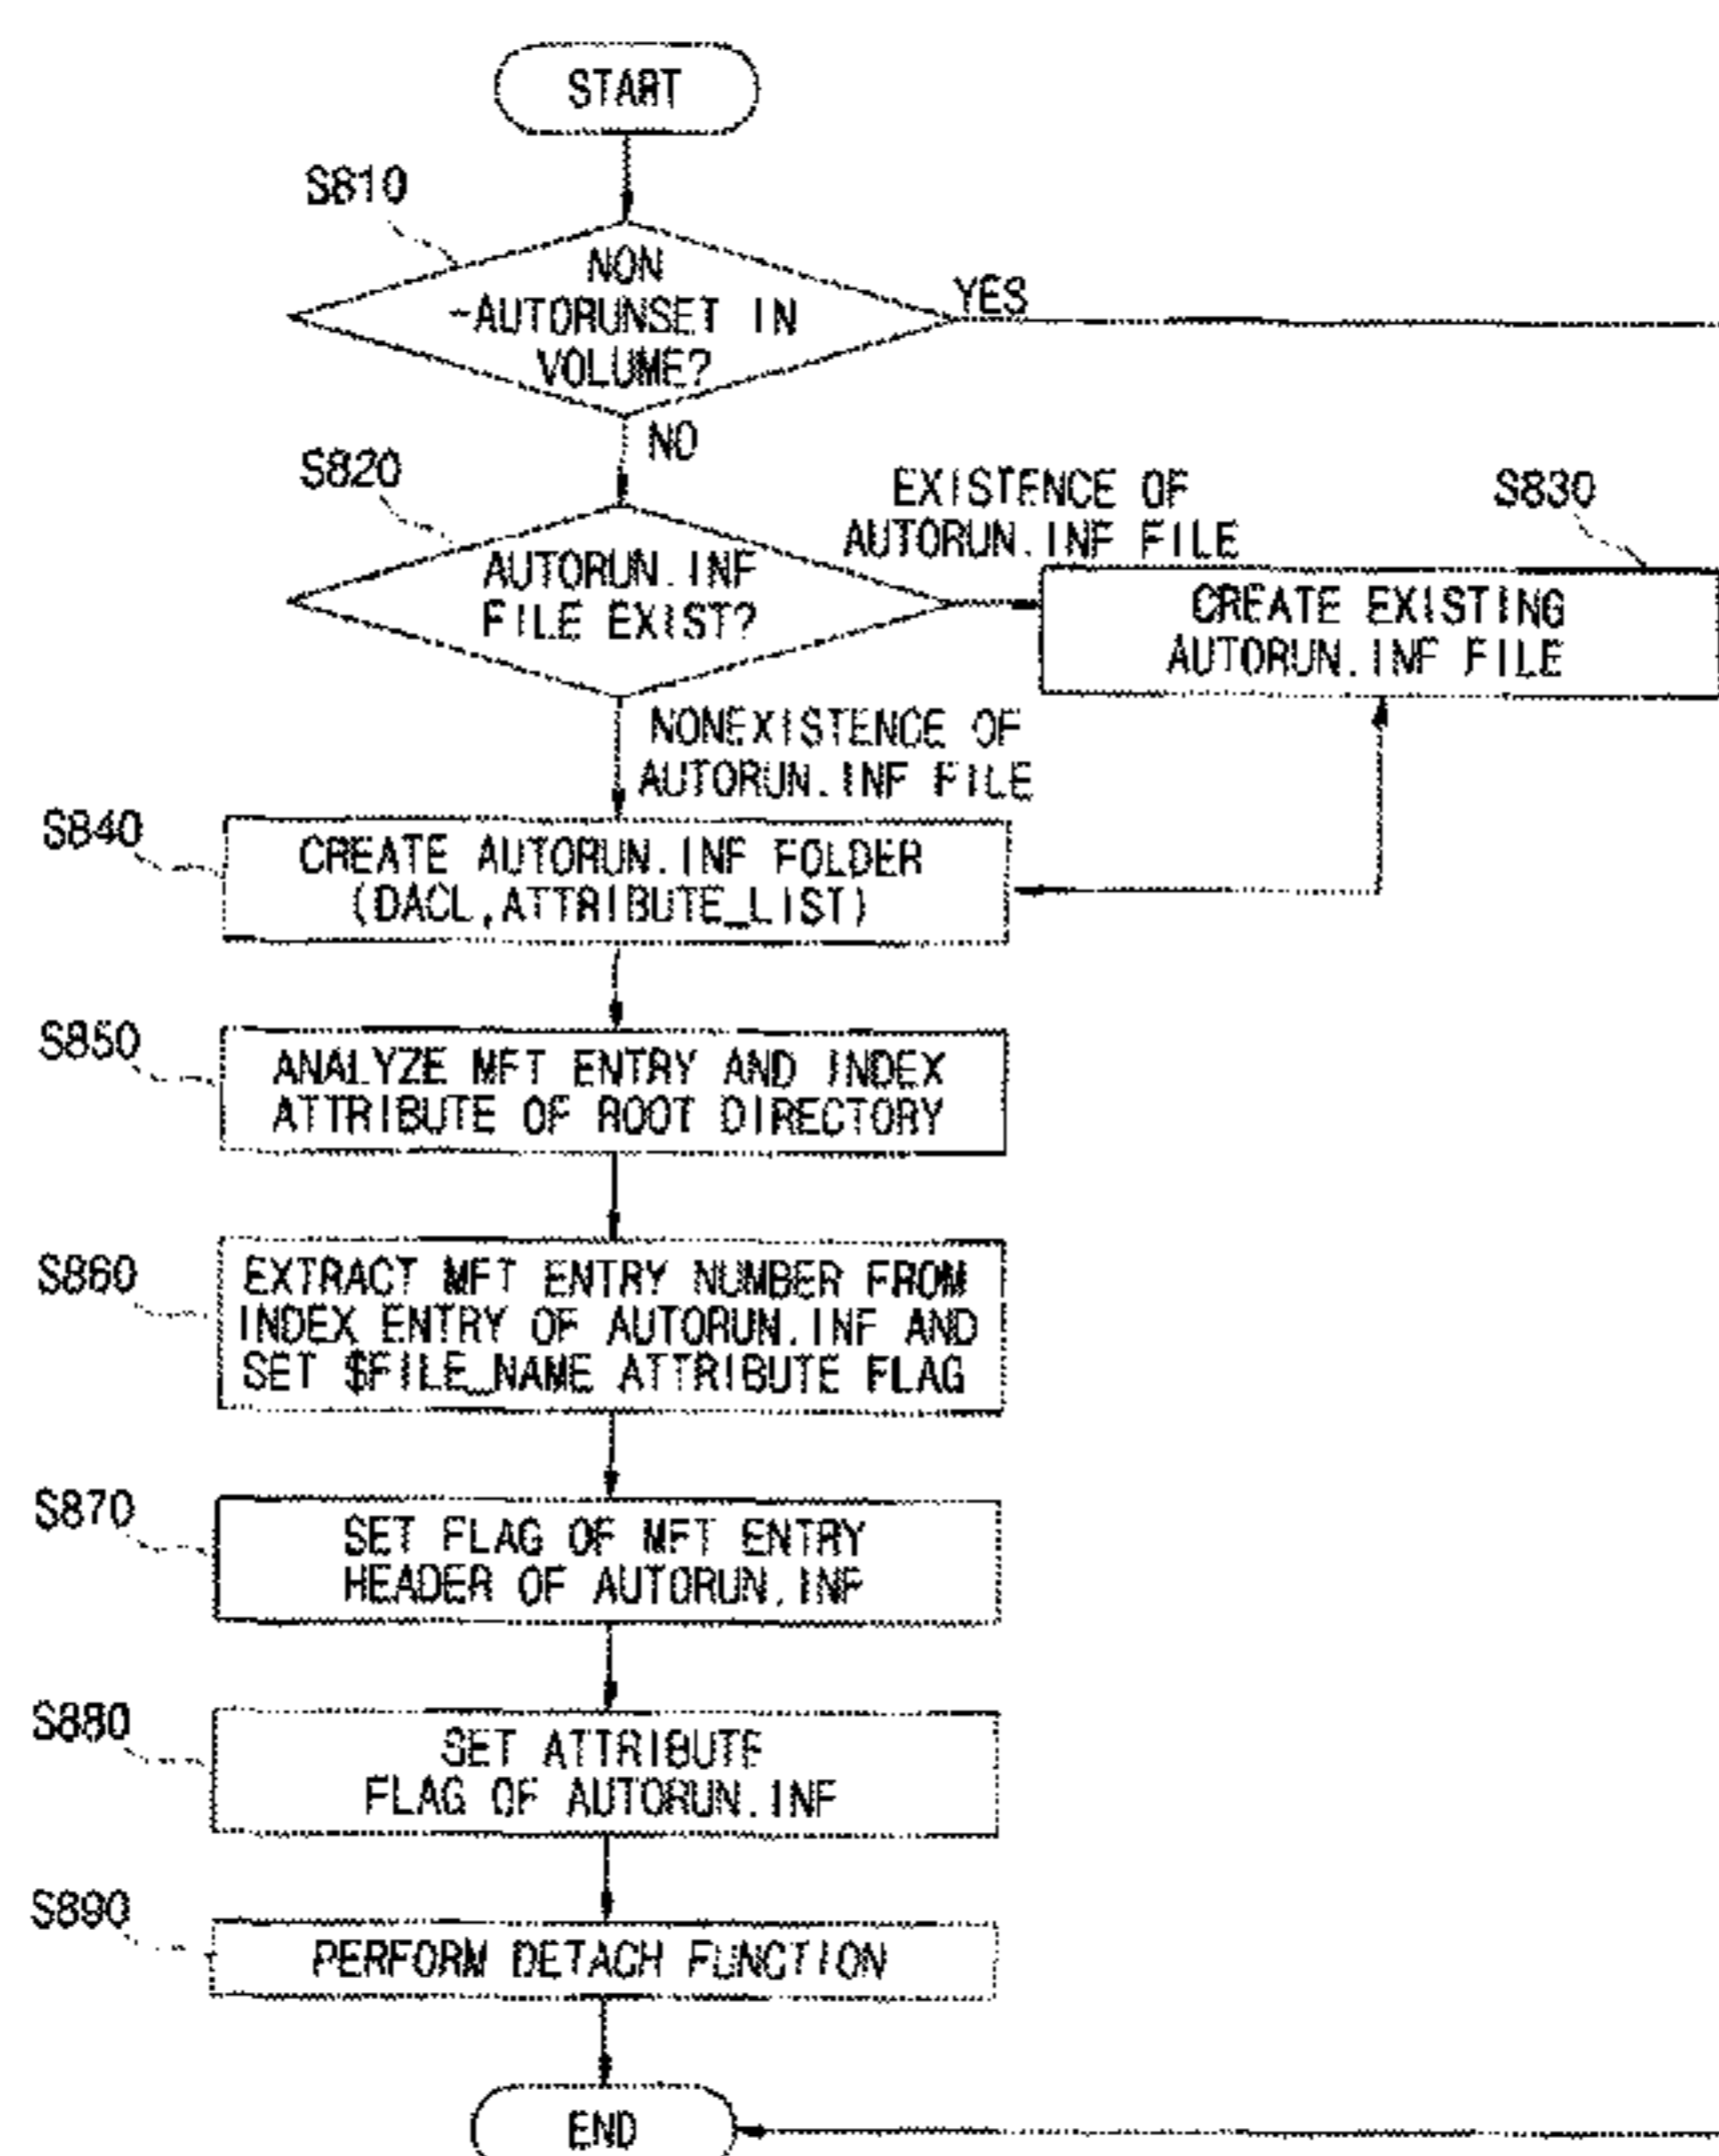 START
S810
NON
-AUTORUNSET IN
VOLUME?
YES
NO
S820
AUTORUN.INF
FILE EXIST?
EXISTENCE OF
AUTORUN.INF FILE
S830
CREATE EXISTING
AUTORUN.INF FILE
NONEXISTENCE OF
AUTORUN.INF FILE
S840
CREATE AUTORUN.INF FOLDER
(DACL,ATTRIBUTE_LIST)
S850
ANALYZE MFT ENTRY AND INDEX
ATTRIBUTE OF ROOT DIRECTORY
S860
EXTRACT MFT ENTRY NUMBER FROM
INDEX ENTRY OF AUTORUN.INF AND
SET $FILE_NAME ATTRIBUTE FLAG
S870
SET FLAG OF MFT ENTRY
HEADER OF AUTORUN.INF
S880
SET ATTRIBUTE
FLAG OF AUTORUN.INF
S890
PERFORM DETACH FUNCTION
END